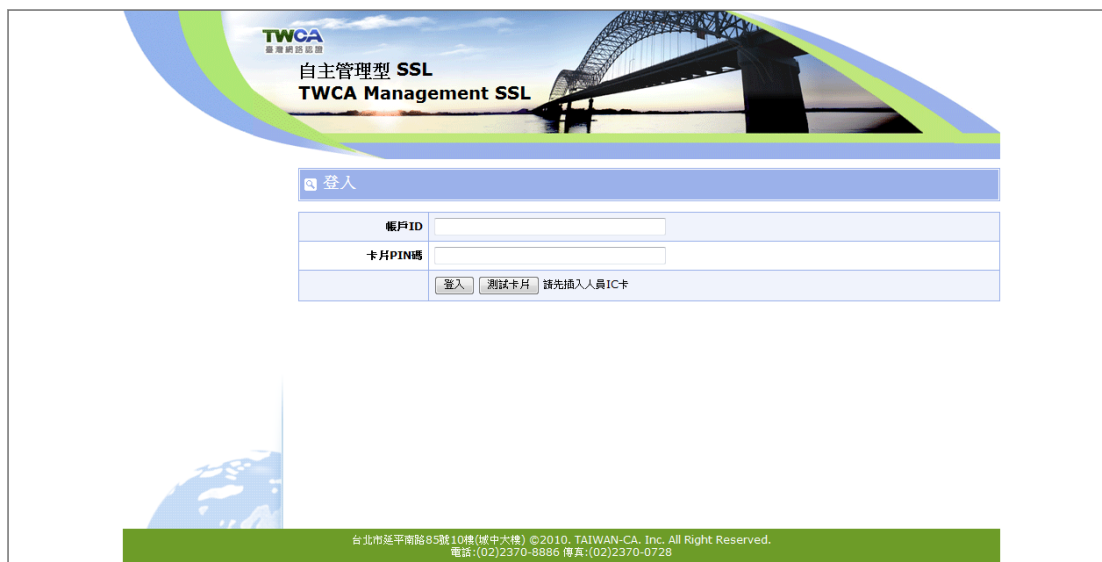 TWCA
臺灣網路認證
自主管理型 SSL
TWCA Management SSL
登入
帳戶ID
卡片PIN碼
登入 測試卡片 請先插入人員IC卡
台北市延平南路85號10樓(城中大樓) ©2010. TAIWAN-CA. Inc. All Right Reserved.
電話:(02)2370-8886 傳真:(02)2370-0728